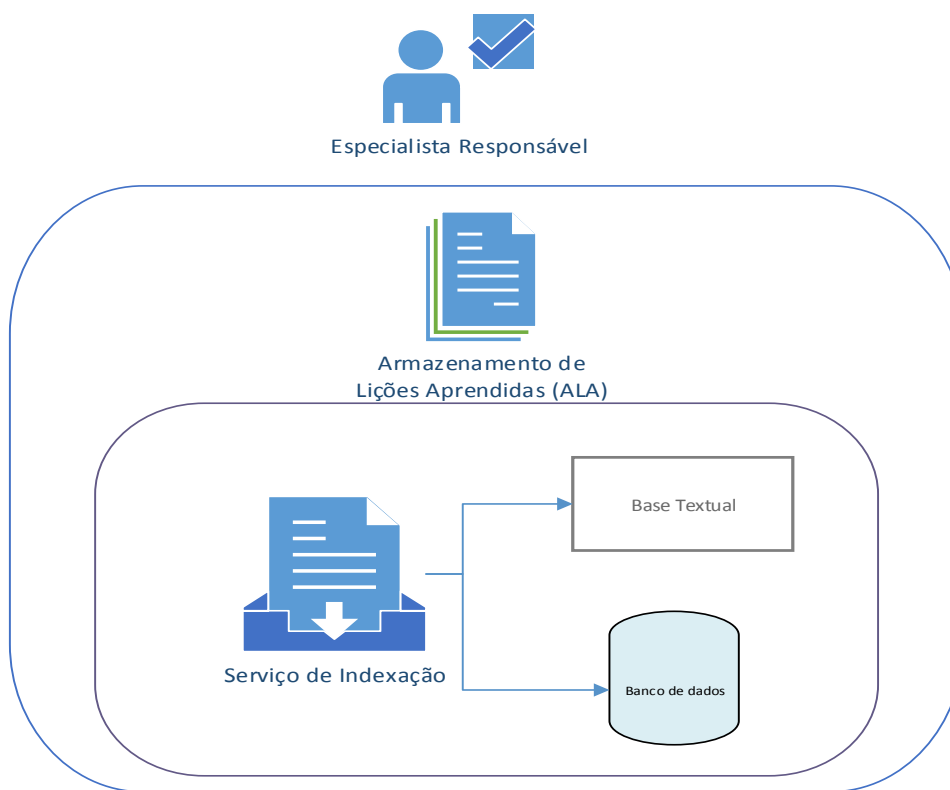 Especialista Responsável
Armazenamento de
Lições Aprendidas (ALA)
Base Textual
Serviço de Indexação
Banco de dados